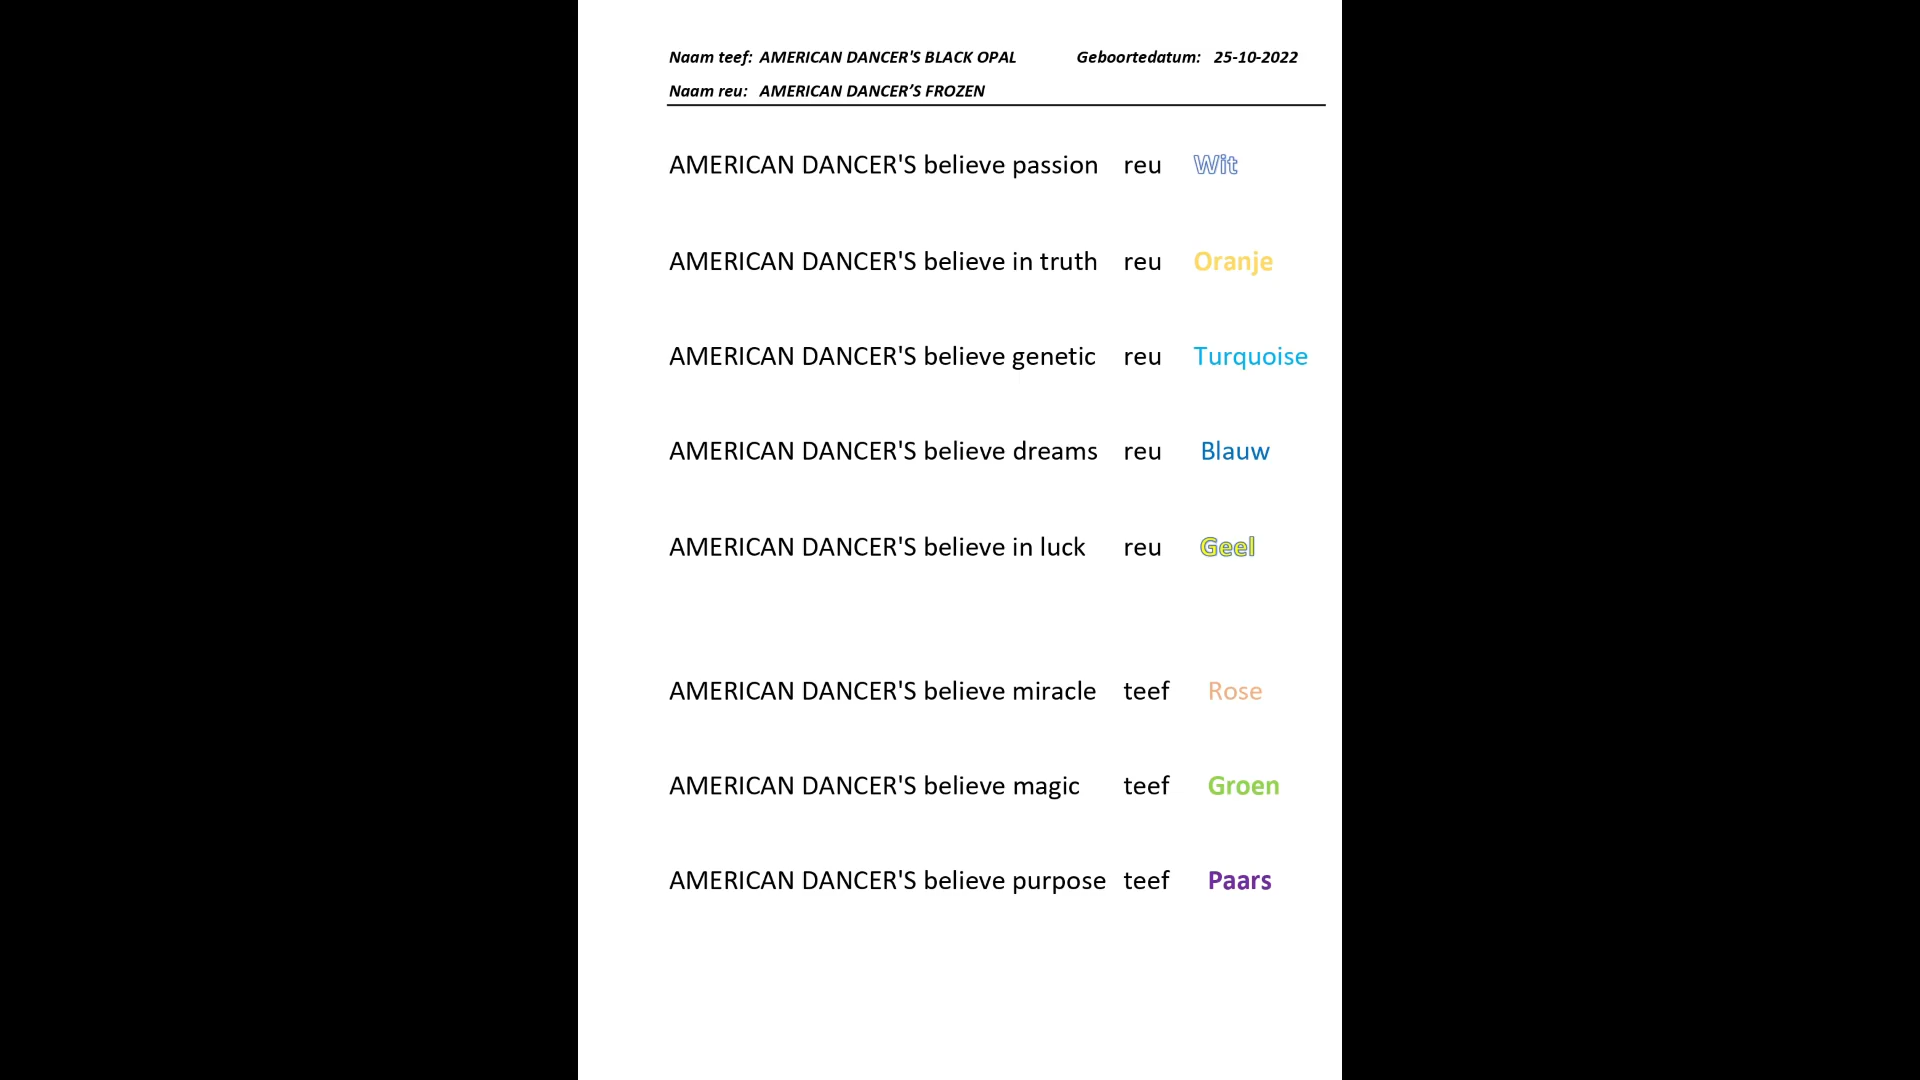 Naam teef: AMERICAN DANCER'S BLACK OPAL Geboortedatum: 25-10-2022
Naam reu: AMERICAN DANCER’S FROZEN
AMERICAN DANCER'S believe passion reu Wit
AMERICAN DANCER'S believe in truth reu Oranje
AMERICAN DANCER'S believe genetic reu Turquoise
AMERICAN DANCER'S believe dreams reu Blauw
AMERICAN DANCER'S believe in luck reu Geel
AMERICAN DANCER'S believe miracle teef Rose
AMERICAN DANCER'S believe magic teef Groen
AMERICAN DANCER'S believe purpose teef Paars